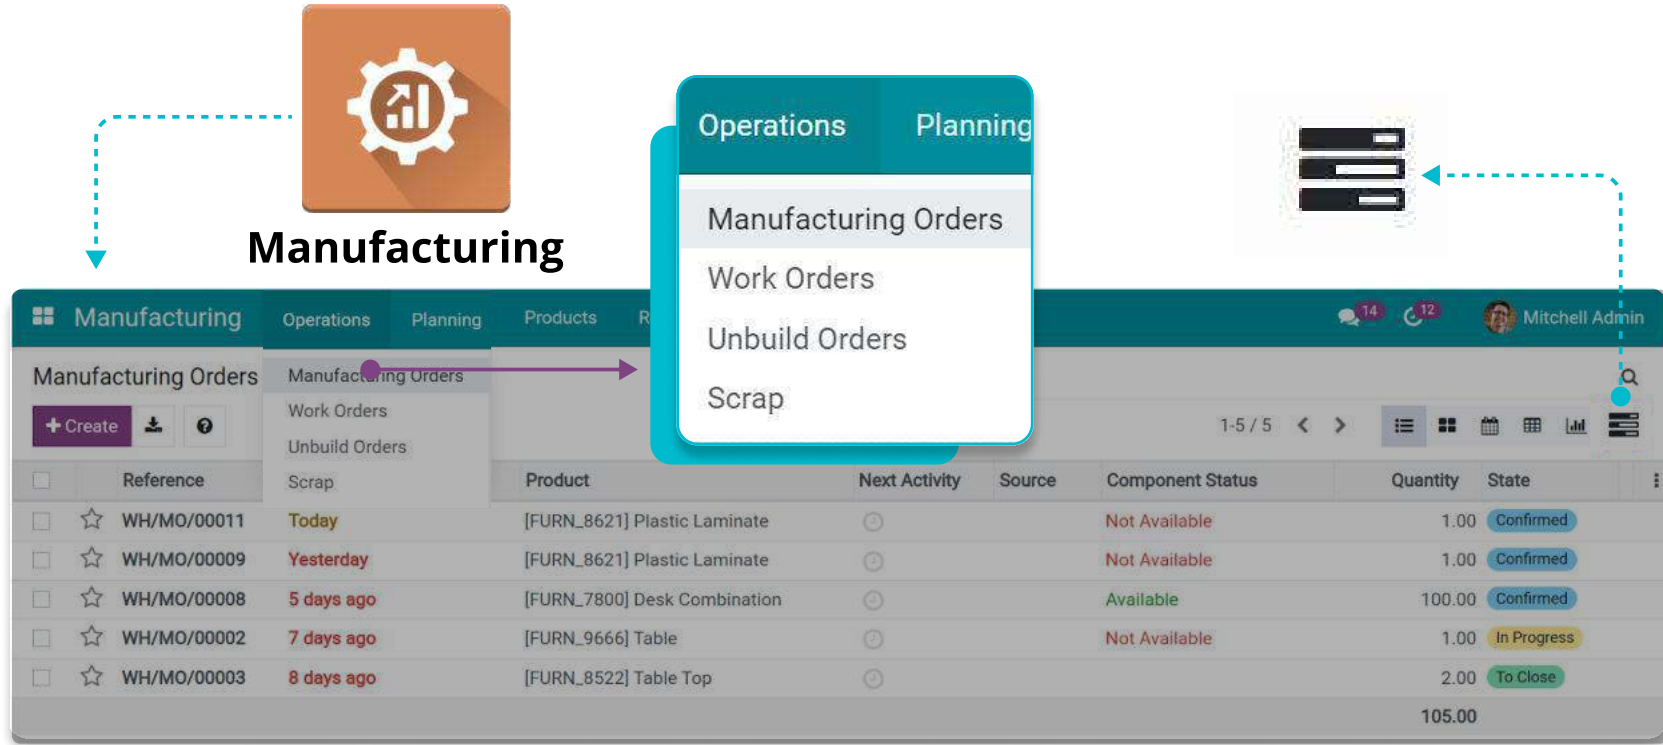 Manufacturing
Operations Planning
Manufacturing Orders
Work Orders
Unbuild Orders
Scrap
Manufacturing Operations Planning Products R 14 12 Mitchell Admin
Manufacturing Orders
Manufacturing Orders
Work Orders
Unbuild Orders
Scrap
+ Create ? 1-5 / 5
Reference Product Next Activity Source Component Status Quantity State
WH/MO/00011 Today [FURN_8621] Plastic Laminate Not Available 1.00 Confirmed
WH/MO/00009 Yesterday [FURN_8621] Plastic Laminate Not Available 1.00 Confirmed
WH/MO/00008 5 days ago [FURN_7800] Desk Combination Available 100.00 Confirmed
WH/MO/00002 7 days ago [FURN_9666] Table Not Available 1.00 In Progress
WH/MO/00003 8 days ago [FURN_8522] Table Top 2.00 To Close
105.00